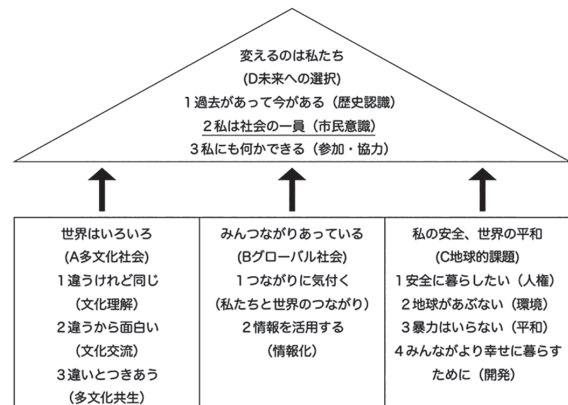 変えるのは私たち
(D未来への選択)
1過去があって今がある（歴史認識）
2私は社会の一員（市民意識）
3私にも何かできる（参加・協力）
世界はいろいろ
(A多文化社会)
1違うけれど同じ
（文化理解）
2違うから面白い
（文化交流）
3違いとつきあう
（多文化共生）
みんつながりあっている
(Bグローバル社会)
1つながりに気付く
（私たちと世界のつながり）
2情報を活用する
（情報化）
私の安全、世界の平和
(C地球的課題)
1安全に暮らしたい（人権）
2地球があぶない（環境）
3暴力はいらない（平和）
4みんながより幸せに暮らす
ために（開発）